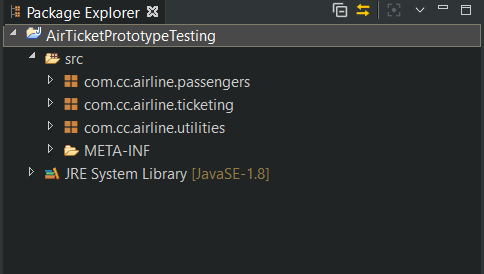 Package Explorer
AirTicketPrototypeTesting
src
com.cc.airline.passengers
com.cc.airline.ticketing
com.cc.airline.utilities
META-INF
JRE System Library [JavaSE-1.8]